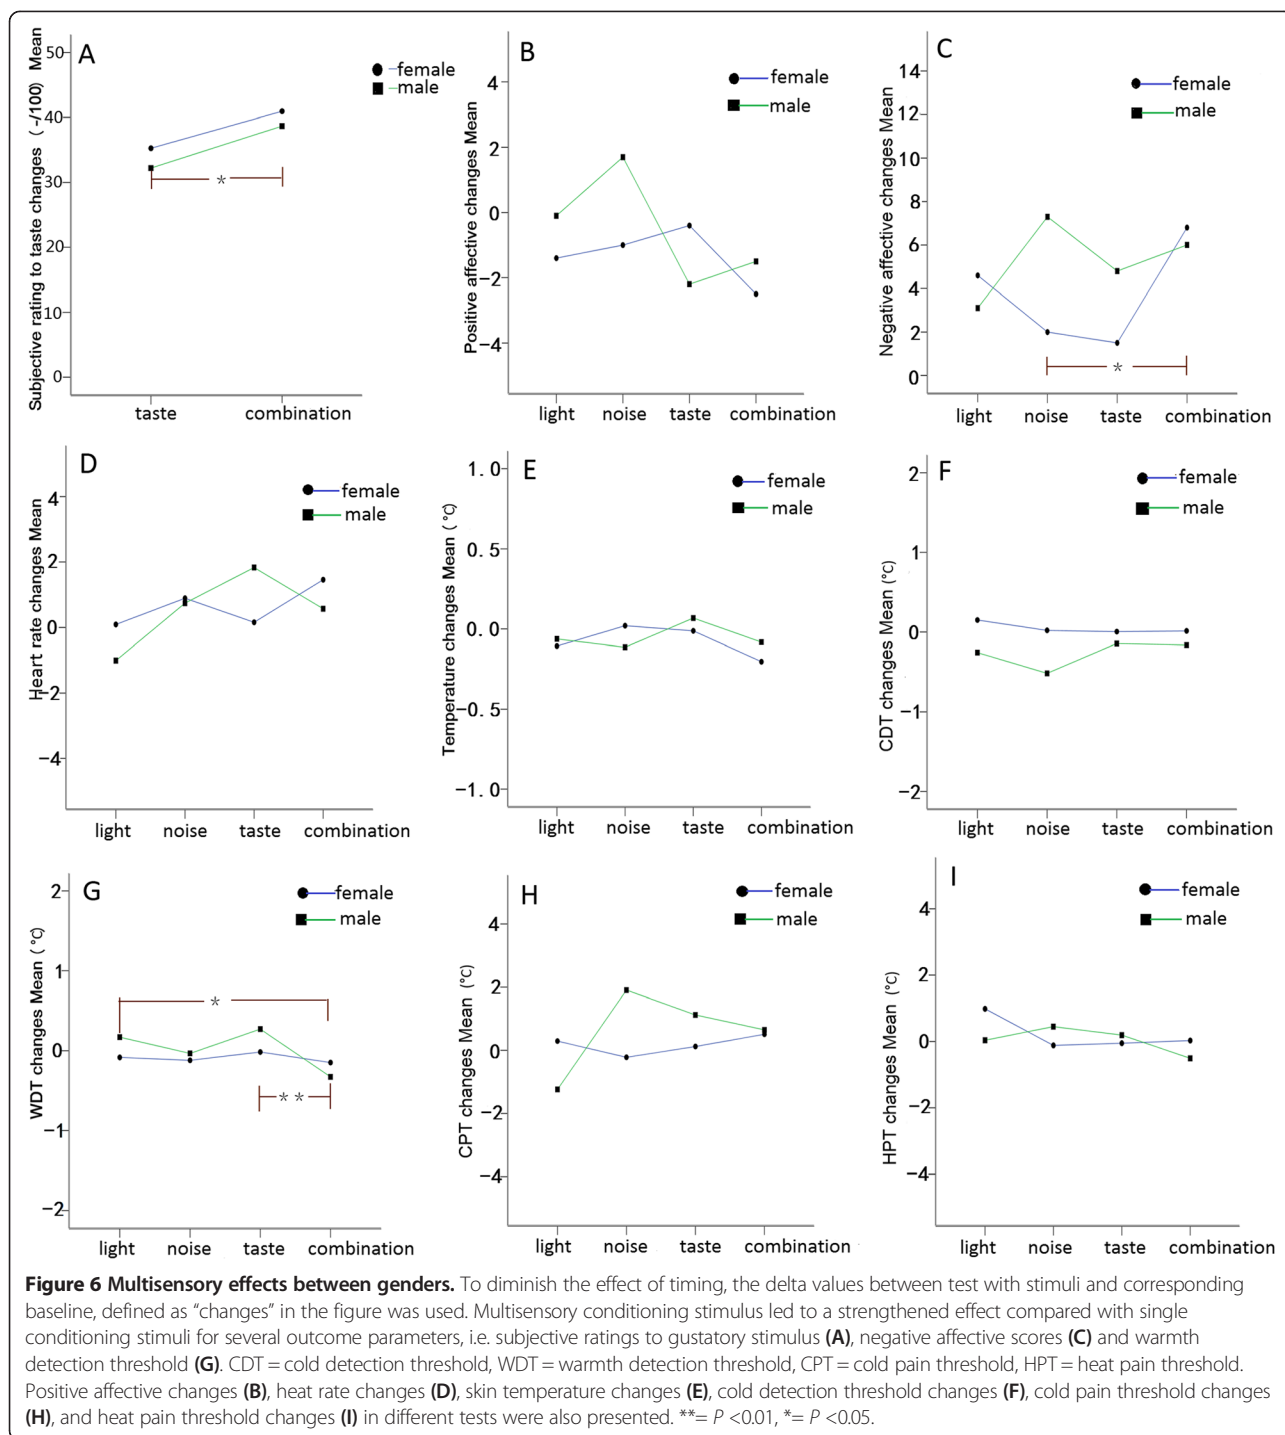 A
Subjective rating to taste changes (-/100) Mean
50
40
30
20
10
0
female
male
*
taste combination
B
Positive affective changes Mean
4
2
0
−2
−4
female
male
light noise taste combination
C
Negative affective changes Mean
14
12
10
8
6
4
2
0
female
male
*
light noise taste combination
D
Heart rate changes Mean
4
2
0
−2
−4
female
male
light noise taste combination
E
Temperature changes Mean (°C)
1.0
0.5
0.0
−0.5
−1.0
female
male
light noise taste combination
F
CDT changes Mean (°C)
2
1
0
−1
−2
female
male
light noise taste combination
G
WDT changes Mean (°C)
2
1
0
−1
−2
female
male
*
**
light noise taste combination
H
CPT changes Mean (°C)
4
2
0
−2
−4
female
male
light noise taste combination
I
HPT changes Mean (°C)
4
2
0
−2
−4
female
male
light noise taste combination
Figure 6 Multisensory effects between genders. To diminish the effect of timing, the delta values between test with stimuli and corresponding
baseline, defined as “changes” in the figure was used. Multisensory conditioning stimulus led to a strengthened effect compared with single
conditioning stimuli for several outcome parameters, i.e. subjective ratings to gustatory stimulus (A), negative affective scores (C) and warmth
detection threshold (G). CDT = cold detection threshold, WDT = warmth detection threshold, CPT = cold pain threshold, HPT = heat pain threshold.
Positive affective changes (B), heat rate changes (D), skin temperature changes (E), cold detection threshold changes (F), cold pain threshold changes
(H), and heat pain threshold changes (I) in different tests were also presented. **= P <0.01, *= P <0.05.